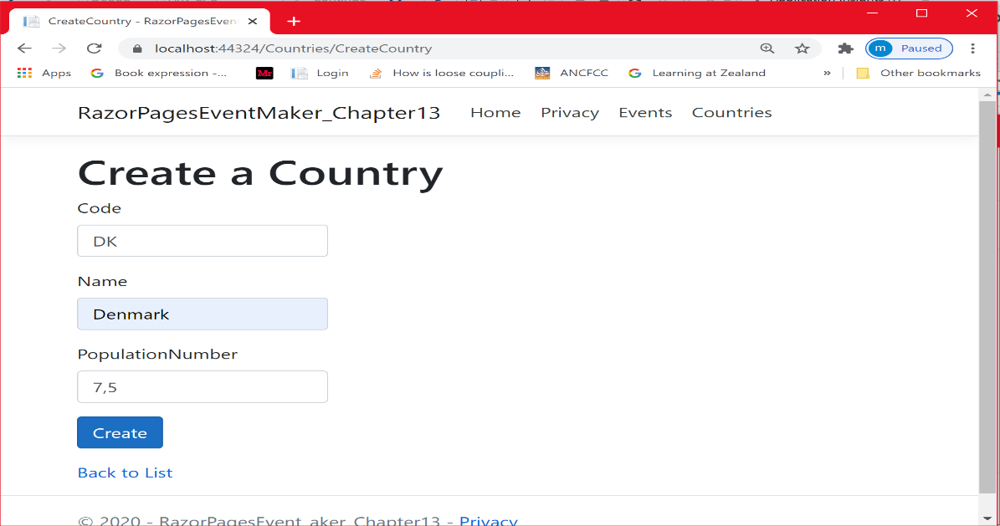 CreateCountry - RazorPagesEven
localhost:44324/Countries/CreateCountry
m Paused
Apps Book expression -... Mr Login How is loose coupli... ANCFCC Learning at Zealand » Other bookmarks
RazorPagesEventMaker_Chapter13 Home Privacy Events Countries
Create a Country
Code
DK
Name
Denmark
PopulationNumber
7,5
Create
Back to List
© 2020 - RazorPagesEvent aker_Chapter13 - Privacy